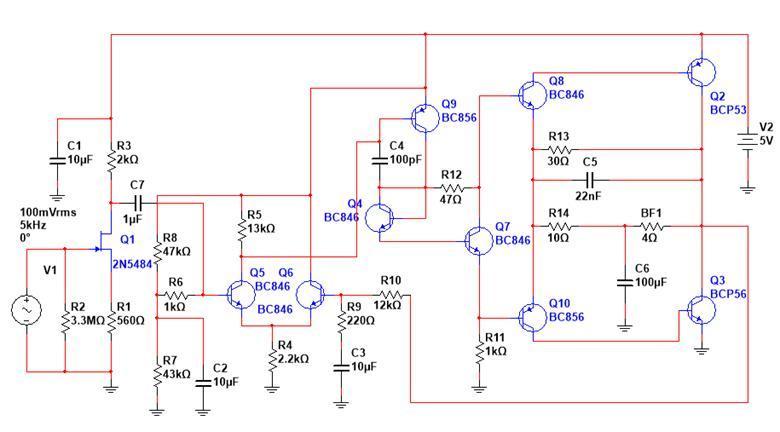 C1
10µF
R3
2kΩ
C7
1µF
100mVrms
5kHz
0°
V1
Q1
2N5484
R2
3.3MΩ
R1
560Ω
R8
47kΩ
R6
1kΩ
R7
43kΩ
C2
10µF
R5
13kΩ
Q5
BC846
Q6
BC846
R4
2.2kΩ
R9
220Ω
C3
10µF
R10
12kΩ
Q9
BC856
C4
100pF
Q4
BC846
R12
47Ω
Q7
BC846
R11
1kΩ
Q8
BC846
R13
30Ω
C5
22nF
R14
10Ω
BF1
4Ω
C6
100µF
Q10
BC856
Q2
BCP53
Q3
BCP56
V2
5V